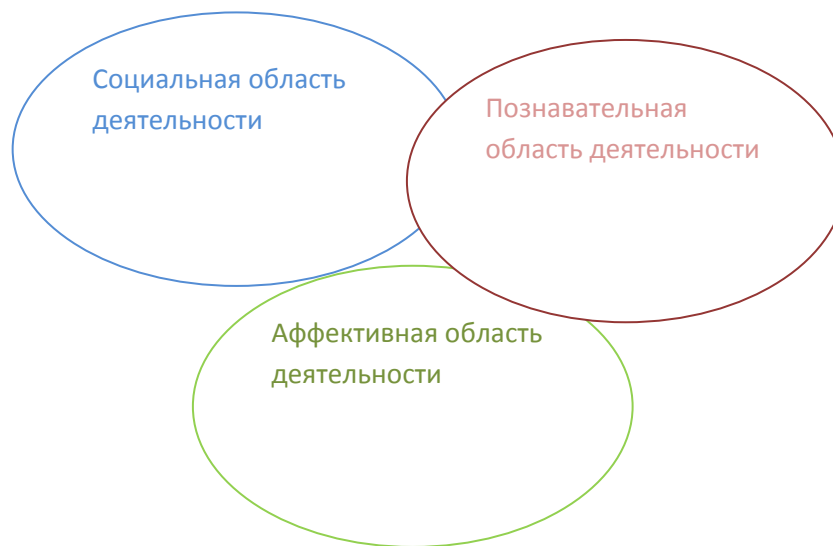 Социальная область
деятельности
Познавательная
область деятельности
Аффективная область
деятельности